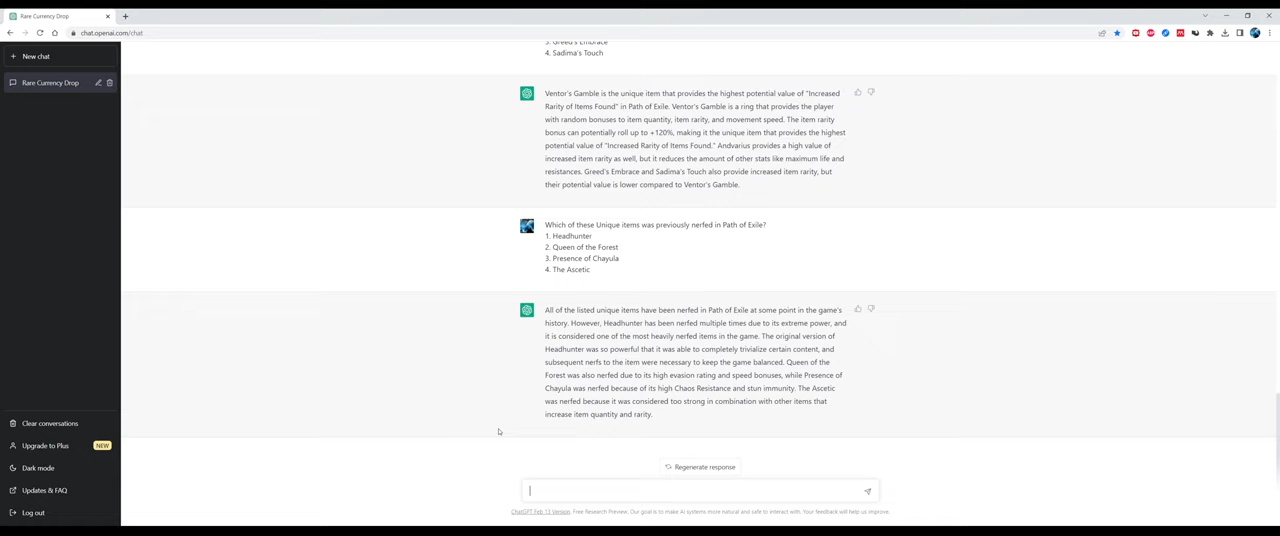 Rare Currency Drop
chat.openai.com/chat
New chat
Rare Currency Drop
3. Greed's Embrace
4. Sadima's Touch
Ventor's Gamble is the unique item that provides the highest potential value of "Increased
Rarity of Items Found" in Path of Exile. Ventor's Gamble is a ring that provides the player
with random bonuses to item quantity, item rarity, and movement speed. The item rarity
bonus can potentially roll up to +120%, making it the unique item that provides the highest
potential value of "Increased Rarity of Items Found." Andvarius provides a high value of
increased item rarity as well, but it reduces the amount of other stats like maximum life and
resistances. Greed's Embrace and Sadima's Touch also provide increased item rarity, but
their potential value is lower compared to Ventor's Gamble.
Which of these Unique items was previously nerfed in Path of Exile?
1. Headhunter
2. Queen of the Forest
3. Presence of Chayula
4. The Ascetic
All of the listed unique items have been nerfed in Path of Exile at some point in the game's
history. However, Headhunter has been nerfed multiple times due to its extreme power, and
it is considered one of the most heavily nerfed items in the game. The original version of
Headhunter was so powerful that it was able to completely trivialize certain content, and
subsequent nerfs to the item were necessary to keep the game balanced. Queen of the
Forest was also nerfed due to its high evasion rating and speed bonuses, while Presence of
Chayula was nerfed because of its high Chaos Resistance and stun immunity. The Ascetic
was nerfed because it was considered too strong in combination with other items that
increase item quantity and rarity.
Clear conversations
Upgrade to Plus NEW
Dark mode
Updates & FAQ
Log out
Regenerate response
ChatGPT Feb 13 Version. Free Research Preview. Our goal is to make AI systems more natural and safe to interact with. Your feedback will help us improve.